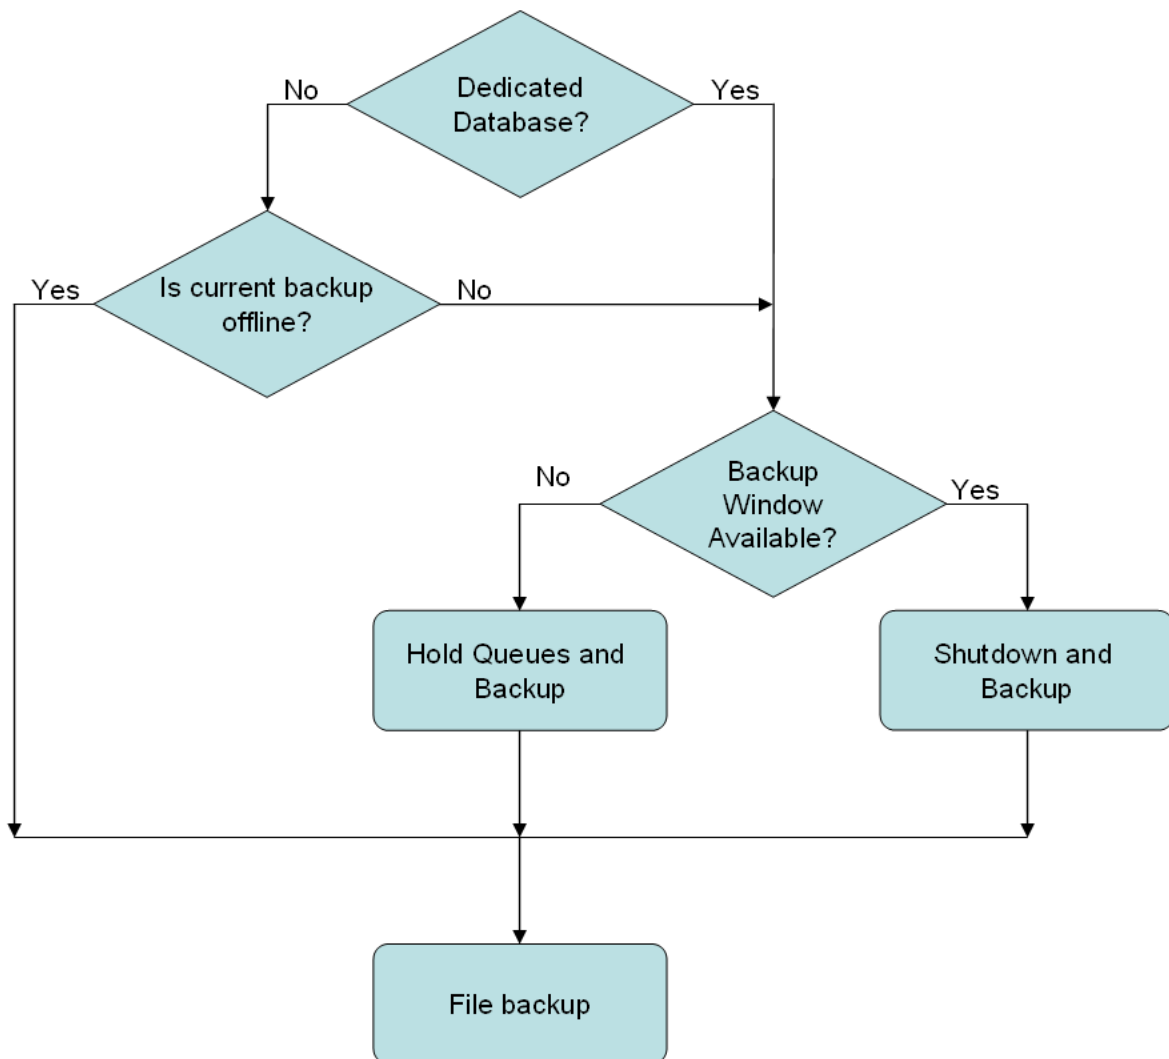 No
Dedicated
Database?
Yes
Yes
Is current backup
offline?
No
No
Backup
Window
Available?
Yes
Hold Queues and
Backup
Shutdown and
Backup
File backup